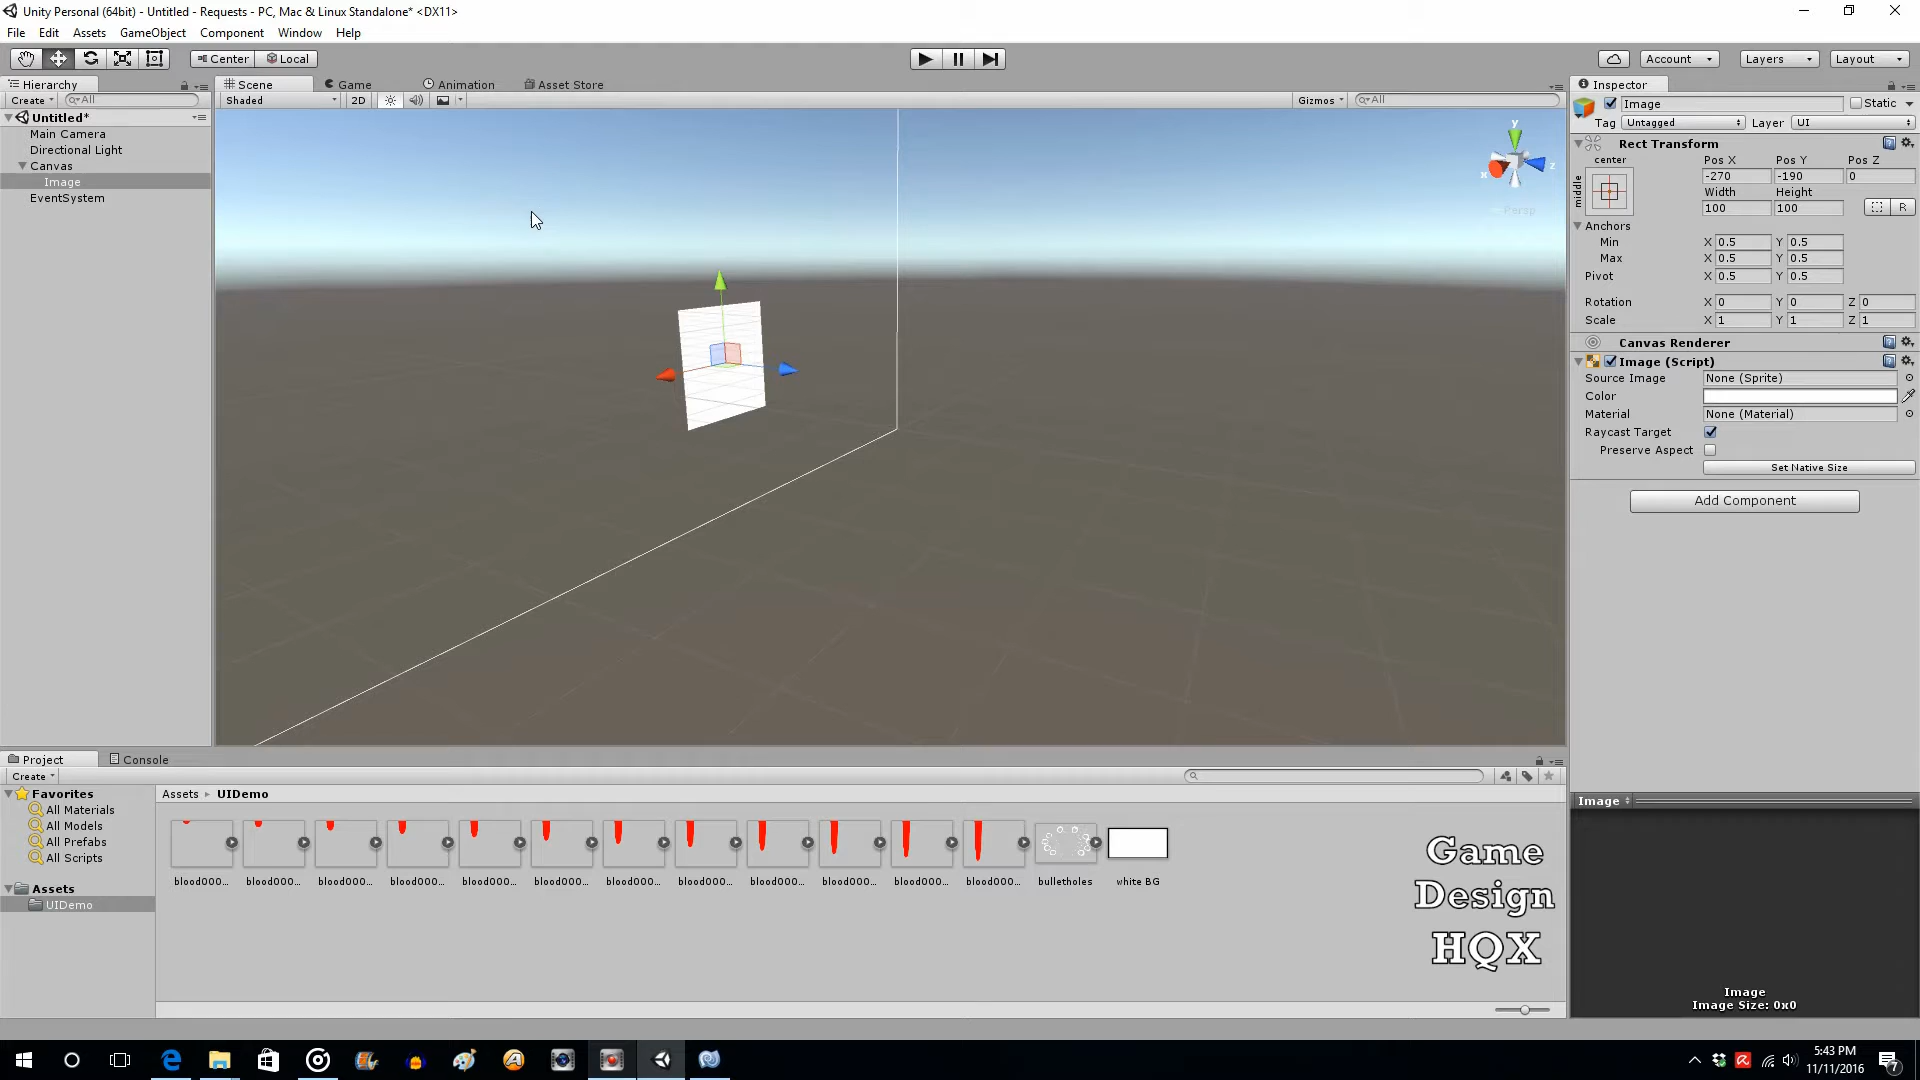 Unity Personal (64bit) - Untitled - Requests - PC, Mac & Linux Standalone* <DX11>
File Edit Assets GameObject Component Window Help
Center Local Account Layers Layout
Hierarchy Scene Game Animation Asset Store Inspector
Create All Shaded 2D Gizmos All Image Static
Untitled* Tag Untagged Layer UI
Main Camera
Directional Light
Canvas
Image
EventSystem
y
x
z
Persp
Rect Transform
center Pos X Pos Y Pos Z
middle -270 -190 0
Width Height
100 100 R
Anchors
Min X 0.5 Y 0.5
Max X 0.5 Y 0.5
Pivot X 0.5 Y 0.5
Rotation X 0 Y 0 Z 0
Scale X 1 Y 1 Z 1
Canvas Renderer
Image (Script)
Source Image None (Sprite)
Color
Material None (Material)
Raycast Target
Preserve Aspect
Set Native Size
Add Component
Project Console
Create
Favorites Assets UIDemo
All Materials
All Models
All Prefabs
All Scripts
Assets
UIDemo
blood000... blood000... blood000... blood000... blood000... blood000... blood000... blood000... blood000... blood000... blood000... blood000... bulletholes white BG
Image
Game
Design
HQX
Image
Image Size: 0x0
5:43 PM
11/11/2016
7